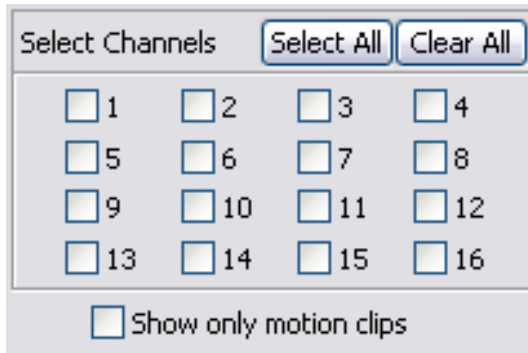 Select Channels Select All Clear All
1 2 3 4
5 6 7 8
9 10 11 12
13 14 15 16
Show only motion clips